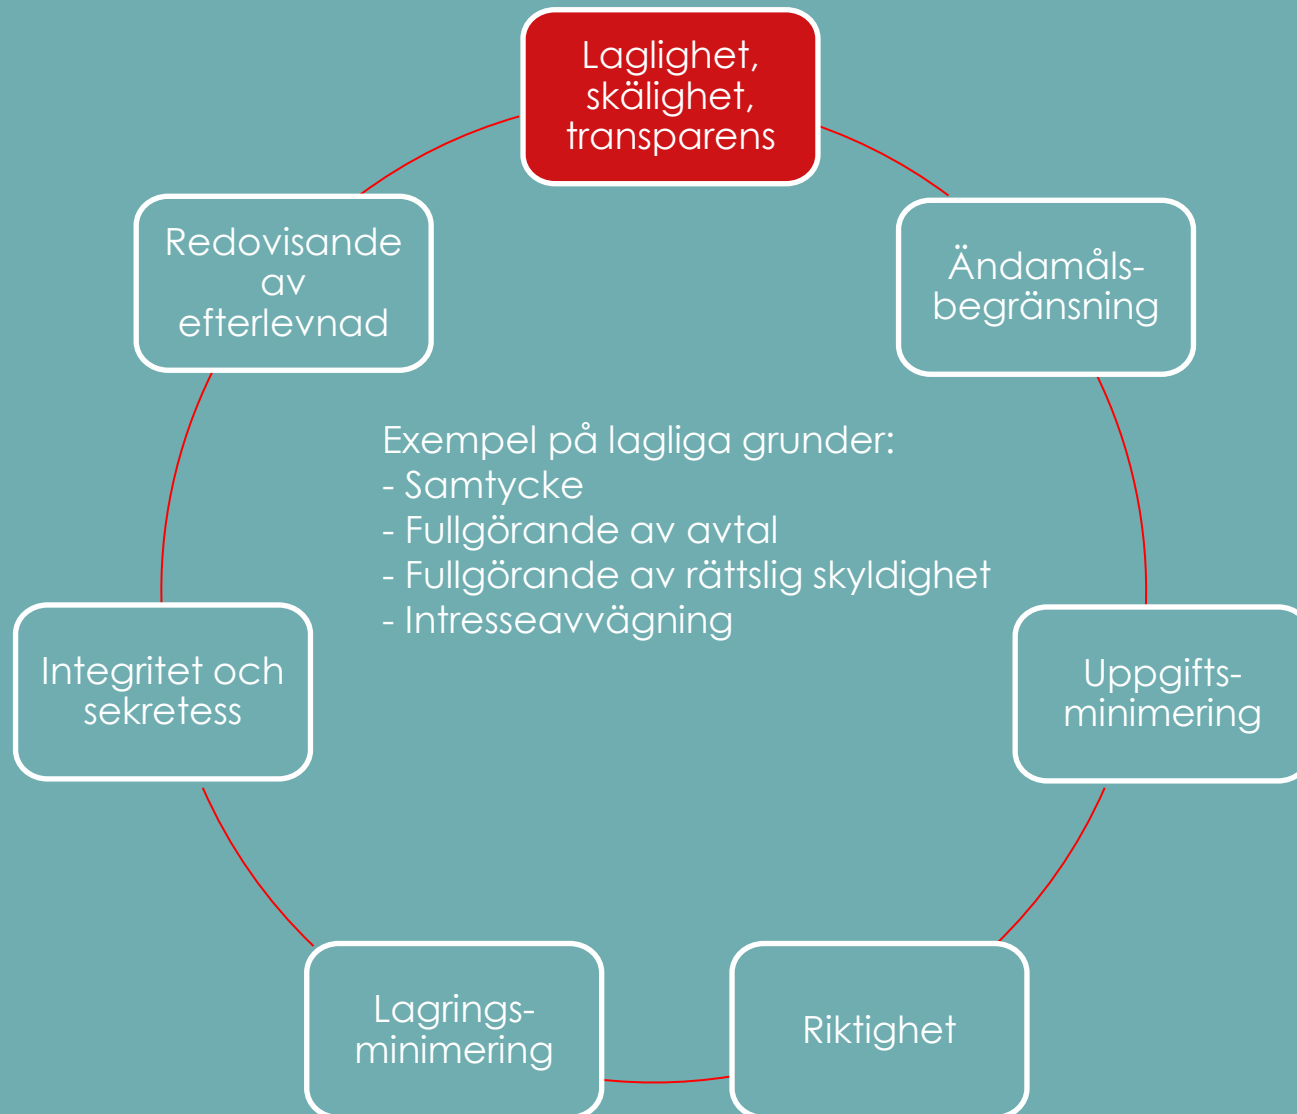 Laglighet,
skälighet,
transparens
Ändamåls-
begränsning
Uppgifts-
minimering
Riktighet
Lagrings-
minimering
Integritet och
sekretess
Redovisande
av
efterlevnad
Exempel på lagliga grunder:
- Samtycke
- Fullgörande av avtal
- Fullgörande av rättslig skyldighet
- Intresseavvägning